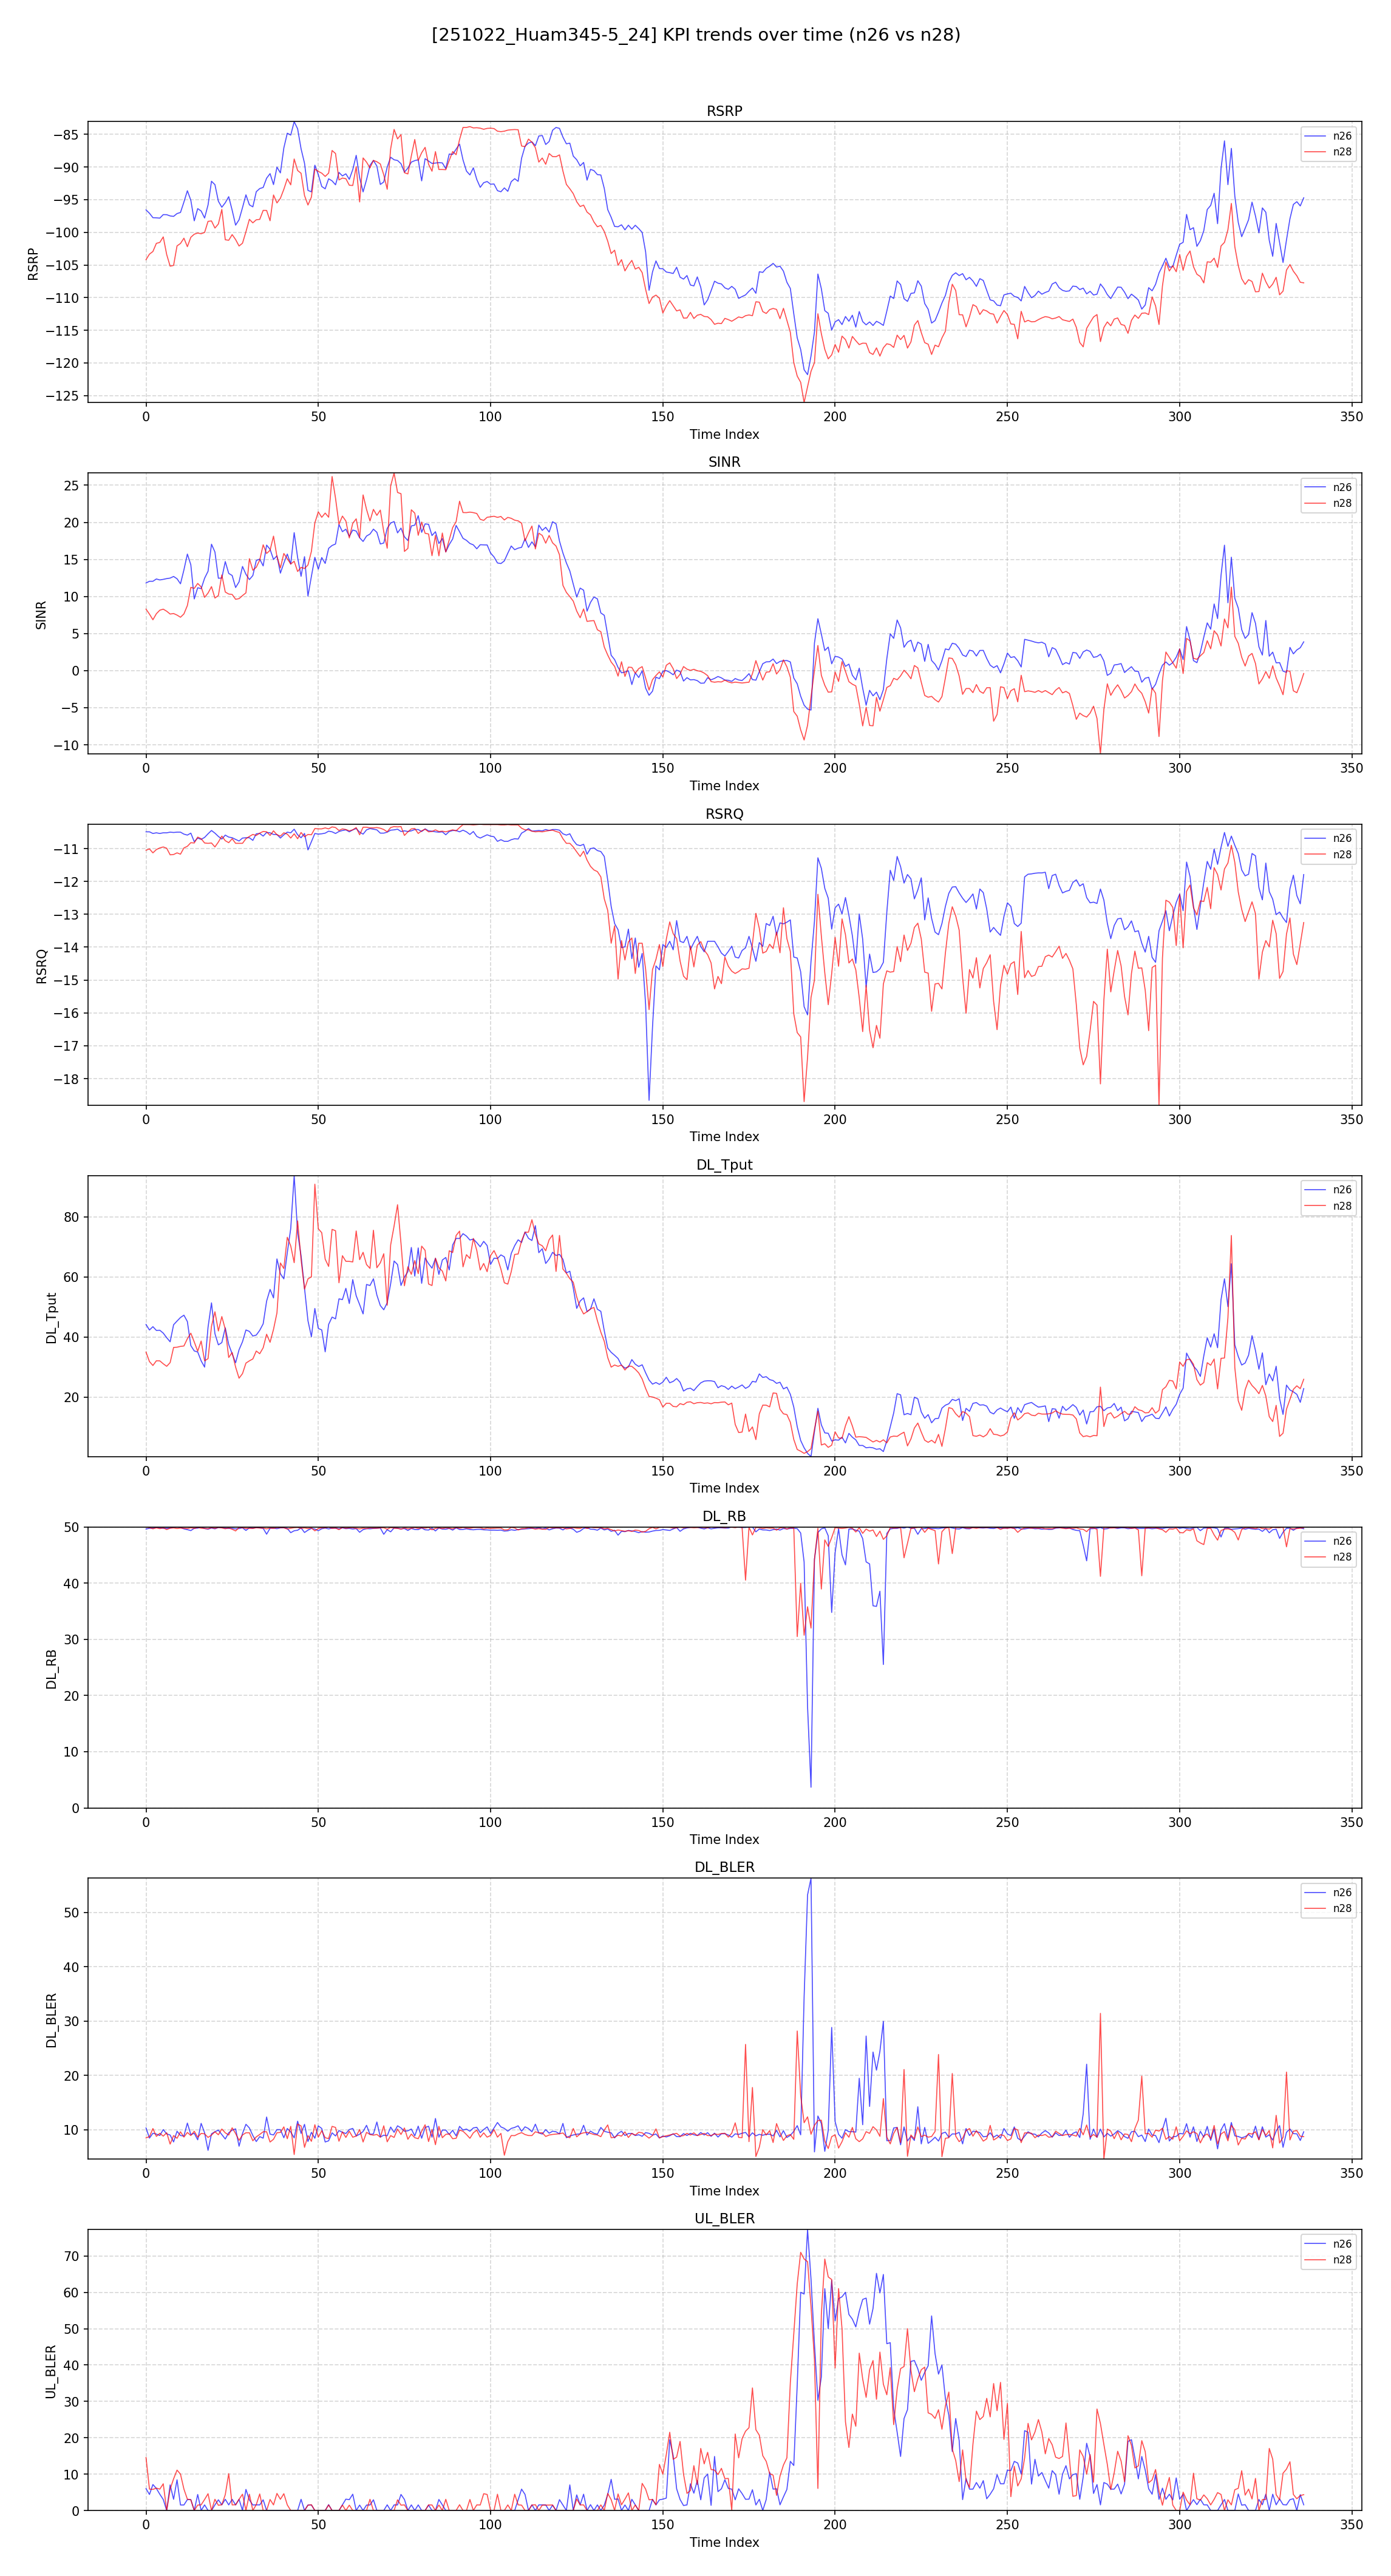 [251022_Huam345-5_24] KPI trends over time (n26 vs n28)
RSRP
−85
−90
−95
−100
−105
−110
−115
−120
−125
RSRP
n26
n28
0 50 100 150 200 250 300 350
Time Index
SINR
25
20
15
10
5
0
−5
−10
SINR
n26
n28
0 50 100 150 200 250 300 350
Time Index
RSRQ
−11
−12
−13
−14
−15
−16
−17
−18
RSRQ
n26
n28
0 50 100 150 200 250 300 350
Time Index
DL_Tput
80
60
40
20
DL_Tput
n26
n28
0 50 100 150 200 250 300 350
Time Index
DL_RB
50
40
30
20
10
0
DL_RB
n26
n28
0 50 100 150 200 250 300 350
Time Index
DL_BLER
50
40
30
20
10
DL_BLER
n26
n28
0 50 100 150 200 250 300 350
Time Index
UL_BLER
70
60
50
40
30
20
10
0
UL_BLER
n26
n28
0 50 100 150 200 250 300 350
Time Index